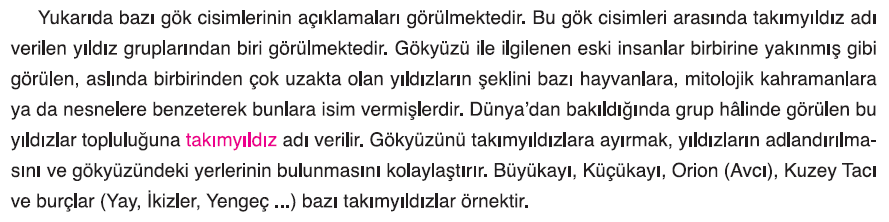 Yukarıda bazı gök cisimlerinin açıklamaları görülmektedir. Bu gök cisimleri arasında takımyıldız adı
verilen yıldız gruplarından biri görülmektedir. Gökyüzü ile ilgilenen eski insanlar birbirine yakınmış gibi
görülen, aslında birbirinden çok uzakta olan yıldızların şeklini bazı hayvanlara, mitolojik kahramanlara
ya da nesnelere benzeterek bunlara isim vermişlerdir. Dünya’dan bakıldığında grup hâlinde görülen bu
yıldızlar topluluğuna takımyıldız adı verilir. Gökyüzünü takımyıldızlara ayırmak, yıldızların adlandırılma-
sını ve gökyüzündeki yerlerinin bulunmasını kolaylaştırır. Büyükayı, Küçükayı, Orion (Avcı), Kuzey Tacı
ve burçlar (Yay, İkizler, Yengeç ...) bazı takımyıldızlar örnektir.